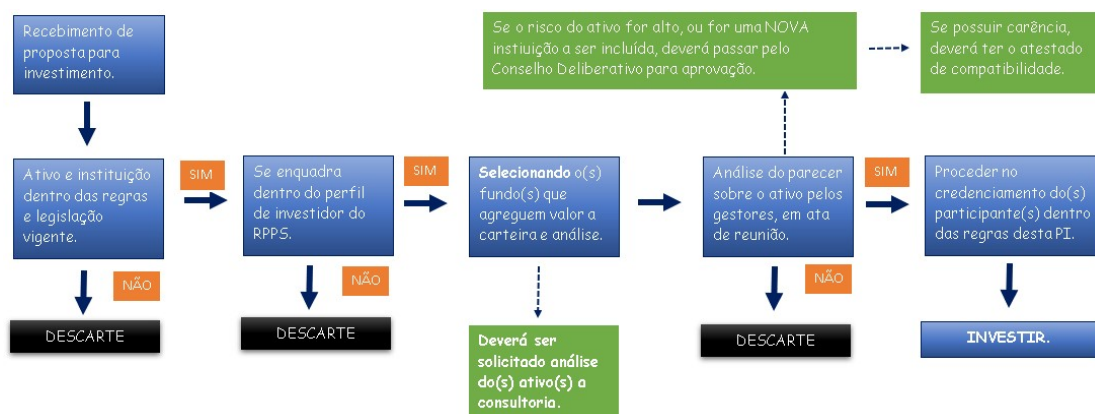 Recebimento de
proposta para
investimento.
Se o risco do ativo for alto, ou for uma NOVA
instiuição a ser incluída, deverá passar pelo
Conselho Deliberativo para aprovação.
Se possuir carência,
deverá ter o atestado
de compatibilidade.
Ativo e instituição
dentro das regras
e legislação
vigente.
SIM
NÃO
DESCARTE
Se enquadra
dentro do perfil
de investidor do
RPPS.
SIM
NÃO
DESCARTE
Selecionando o(s)
fundo(s) que
agreguem valor a
carteira e análise.
Deverá ser
solicitado análise
do(s) ativo(s) a
consultoria.
Análise do parecer
sobre o ativo pelos
gestores, em ata
de reunião.
SIM
NÃO
DESCARTE
Proceder no
credenciamento do(s)
participante(s) dentro
das regras desta PI.
INVESTIR.